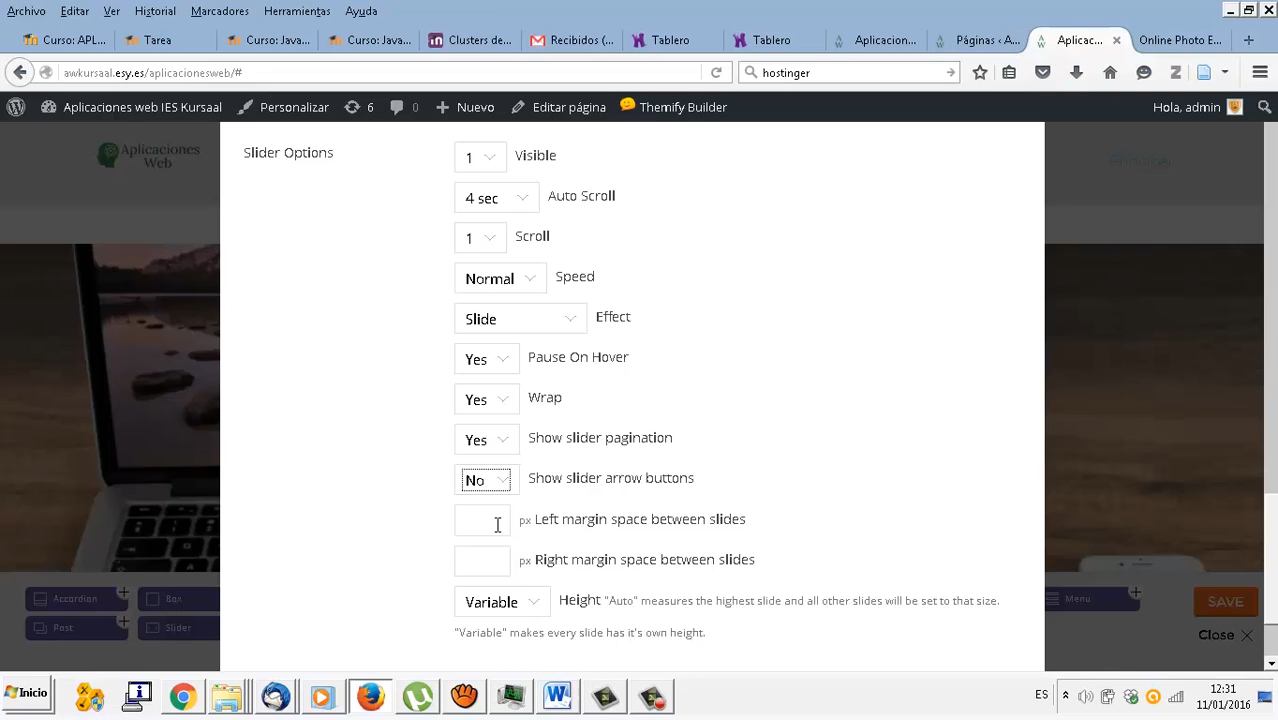 Archivo Editar Ver Historial Marcadores Herramientas Ayuda
Curso: APL... Tarea Curso: Java... Curso: Java... Clusters de... Recibidos (... Tablero Tablero Aplicacion... Páginas ‹ A... Aplicac... Online Photo E...
awkursaal.esy.es/aplicacionesweb/# hostinger
Aplicaciones web IES Kursaal Personalizar 6 0 Nuevo Editar página Themify Builder Hola, admin
Aplicaciones
Web
Slider Options
1 Visible
4 sec Auto Scroll
1 Scroll
Normal Speed
Slide Effect
Yes Pause On Hover
Yes Wrap
Yes Show slider pagination
No Show slider arrow buttons
px Left margin space between slides
px Right margin space between slides
Variable Height "Auto" measures the highest slide and all other slides will be set to that size.
"Variable" makes every slide has it's own height.
Accordion Box Menu SAVE
Post Slider Close
Inicio ES 12:31
11/01/2016